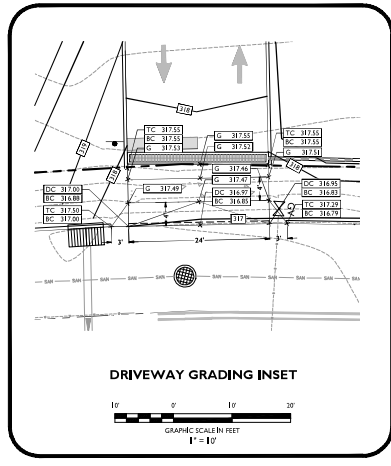 318
319
318
318
TC 317.55
BC 317.55
G 317.53
G 317.55
G 317.52
TC 317.55
BC 317.55
G 317.51
G 317.46
G 317.47
G 317.49
DC 317.00
BC 316.88
TC 317.50
BC 317.00
DC 316.97
BC 316.85
DC 316.95
BC 316.83
TC 317.29
BC 316.79
4'
4'
317
3'
24'
3'
SAN SAN SAN SAN SAN SAN SAN SAN
DRIVEWAY GRADING INSET
10' 0' 10' 20'
GRAPHIC SCALE IN FEET
1" = 10'